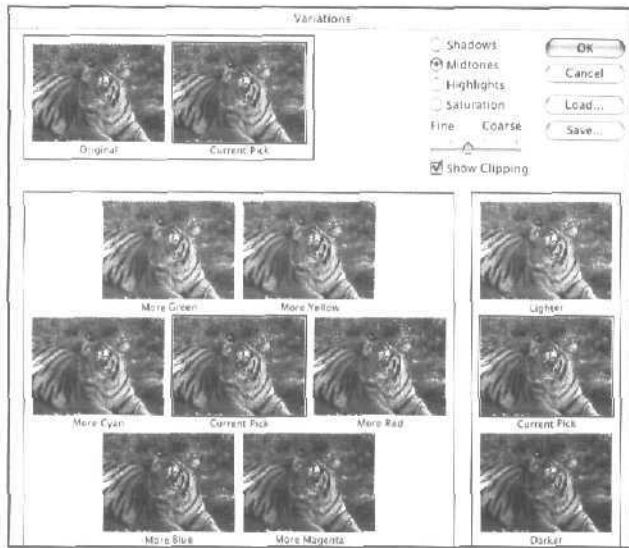 Variations
Original
Current Pick
Shadows
Midtones
Highlights
Saturation
Fine
Coarse
Show Clipping
OK
Cancel
Load...
Save...
More Green
More Yellow
More Cyan
Current Pick
More Red
More Blue
More Magenta
Lighter
Current Pick
Darker